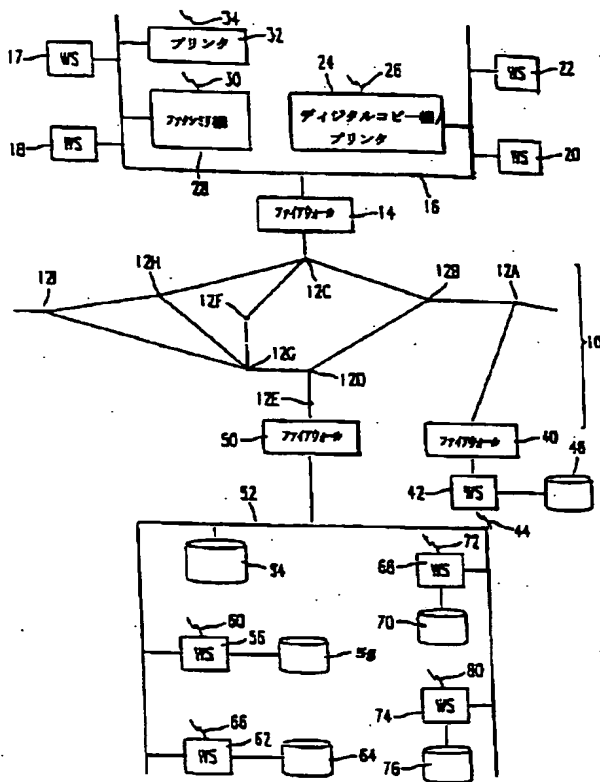 34
プリンタ
32
17
WS
30
ファクシミリ機
24
26
ディジタルコピー機/
プリンタ
WS
22
18
WS
28
WS
20
16
ファイアウォール
14
12I
12H
12C
12B
12A
12F
10
12G
12D
12E
50
ファイアウォール
ファイアウォール
40
46
42
WS
44
52
54
72
68
WS
70
60
56
WS
58
80
WS
74
66
WS
62
64
76